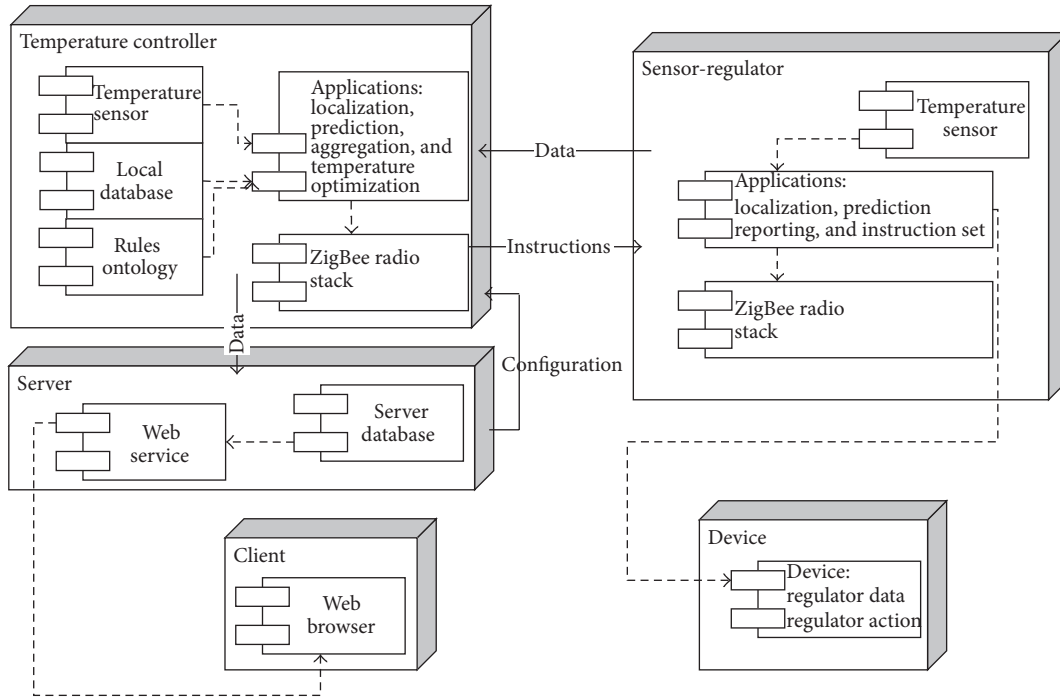 Temperature controller
Temperature
sensor
Local
database
Rules
ontology
Applications:
localization,
prediction,
aggregation, and
temperature
optimization
ZigBee radio
stack
Data
Instructions
Configuration
Data
Sensor-regulator
Temperature
sensor
Applications:
localization, prediction
reporting, and instruction set
ZigBee radio
stack
Server
Web
service
Server
database
Client
Web
browser
Device
Device:
regulator data
regulator action